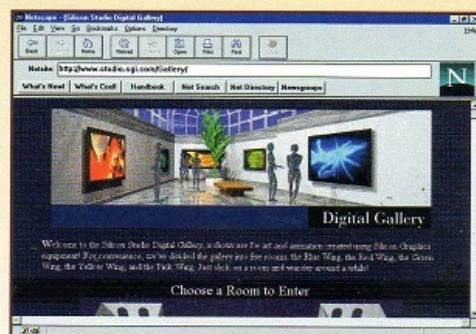 Netscape - [Silicon Studio Digital Gallery]
File Edit View Go Bookmarks Options Directory Help
Back Home Reload Open Print Find
Netsite: http://www.studio.sgi.com/Gallery/
What's New! What's Cool! Handbook Net Search Net Directory Newsgroups
N
Digital Gallery
Welcome to the Silicon Studio Digital Gallery, a showcase for art and animation created using Silicon Graphics
equipment! For convenience, we've divided the gallery into five rooms, the Blue Wing, the Red Wing, the Green
Wing, the Yellow Wing, and the Pink Wing. Just click on a room and wander around a while!
Choose a Room to Enter